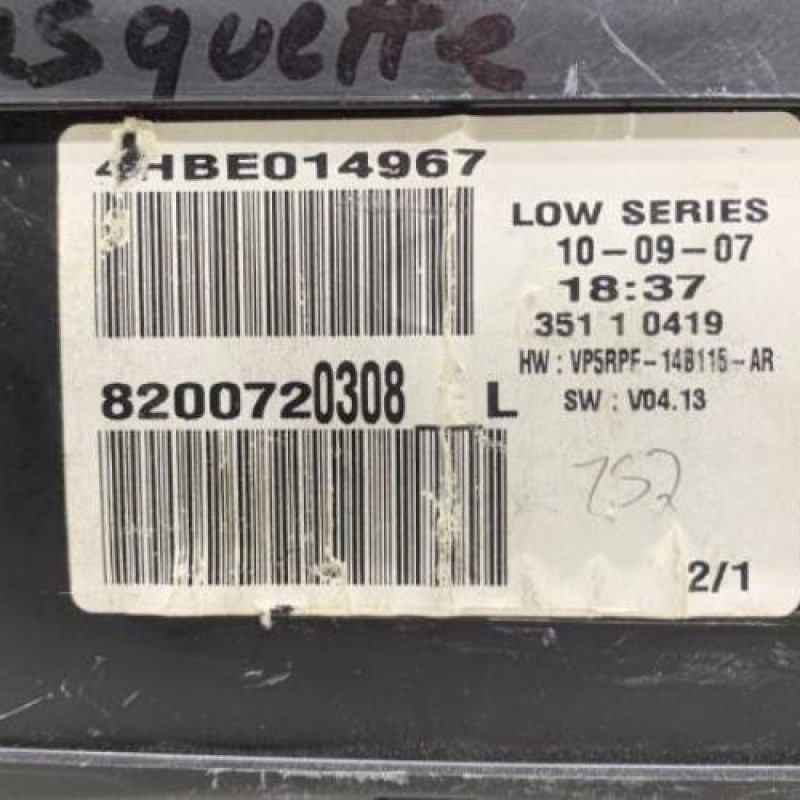 asquette
4HBE014967
LOW SERIES
10-09-07
18:37
351 1 0419
HW : VP5RPF-14B115-AR
SW : V04.13
8200720308 L
752
2/1